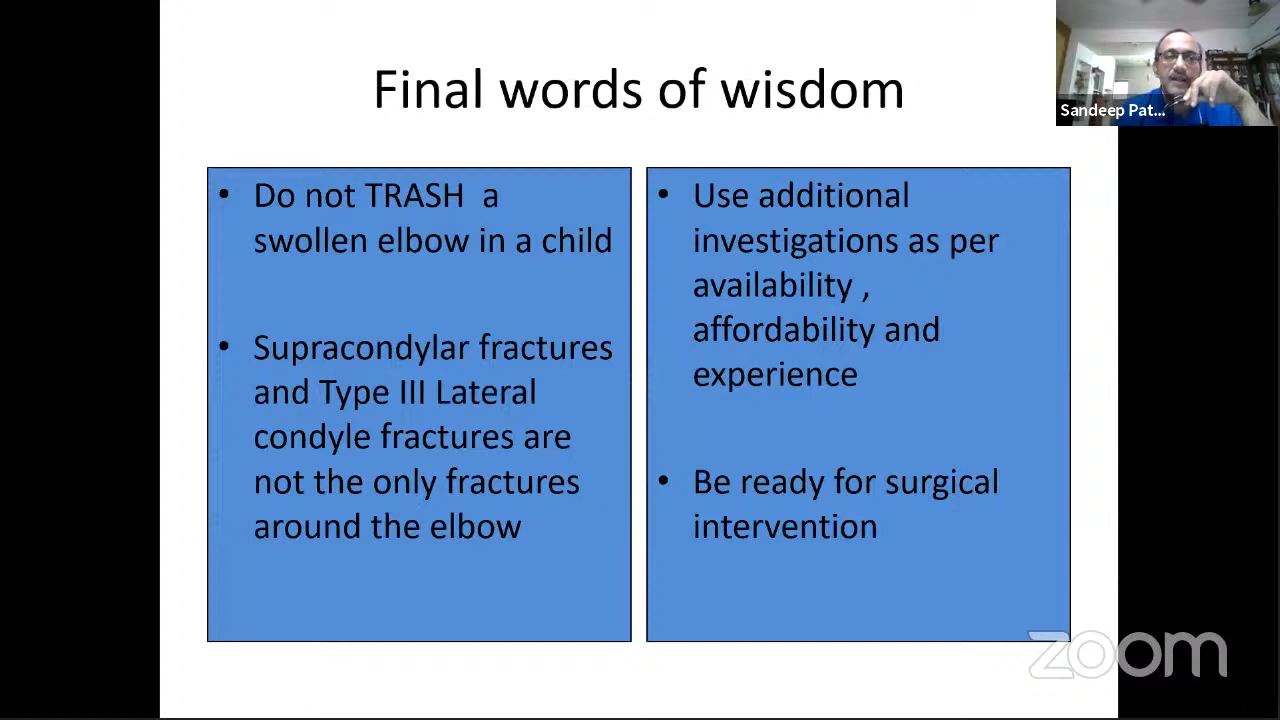 Final words of wisdom
Sandeep Pat...
• Do not TRASH a
swollen elbow in a child
• Supracondylar fractures
and Type III Lateral
condyle fractures are
not the only fractures
around the elbow
• Use additional
investigations as per
availability ,
affordability and
experience
• Be ready for surgical
intervention
zoom